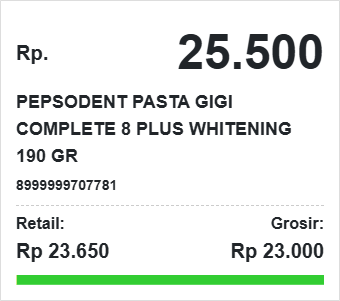 Rp. 25.500
PEPSODENT PASTA GIGI
COMPLETE 8 PLUS WHITENING
190 GR
8999999707781
Retail: Grosir:
Rp 23.650 Rp 23.000